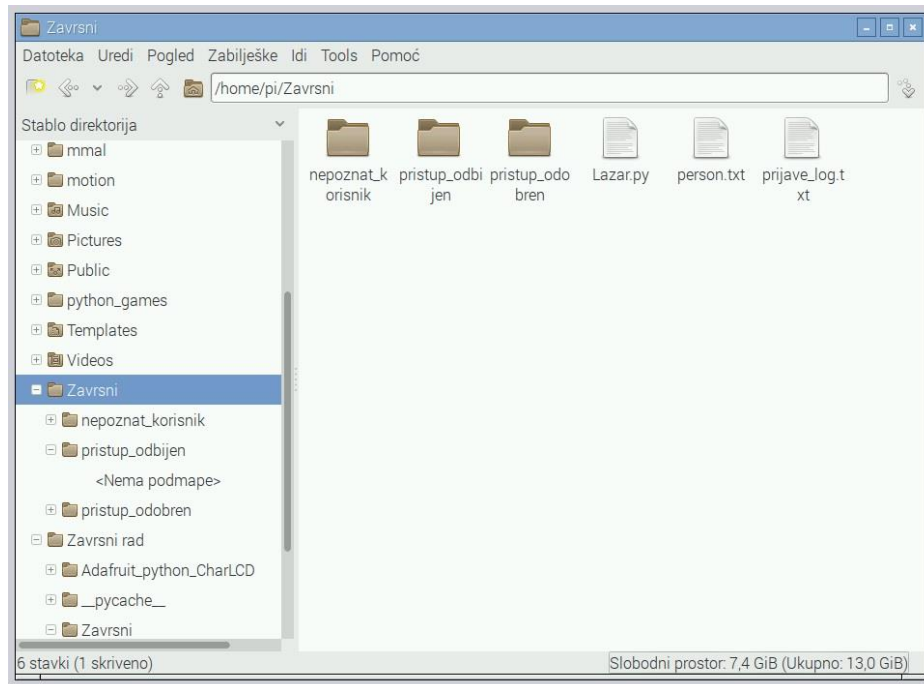 Zavrsni
Datoteka Uredi Pogled Zabilješke Idi Tools Pomoć
/home/pi/Zavrsni
Stablo direktorija
mmal
motion
Music
Pictures
Public
python_games
Templates
Videos
Zavrsni
nepoznat_korisnik
pristup_odbijen
<Nema podmape>
pristup_odobren
Zavrsni rad
Adafruit_python_CharLCD
__pycache__
Zavrsni
nepoznat_k
orisnik
pristup_odbi
jen
pristup_odo
bren
Lazar.py
person.txt
prijave_log.t
xt
6 stavki (1 skriveno)
Slobodni prostor: 7,4 GiB (Ukupno: 13,0 GiB)